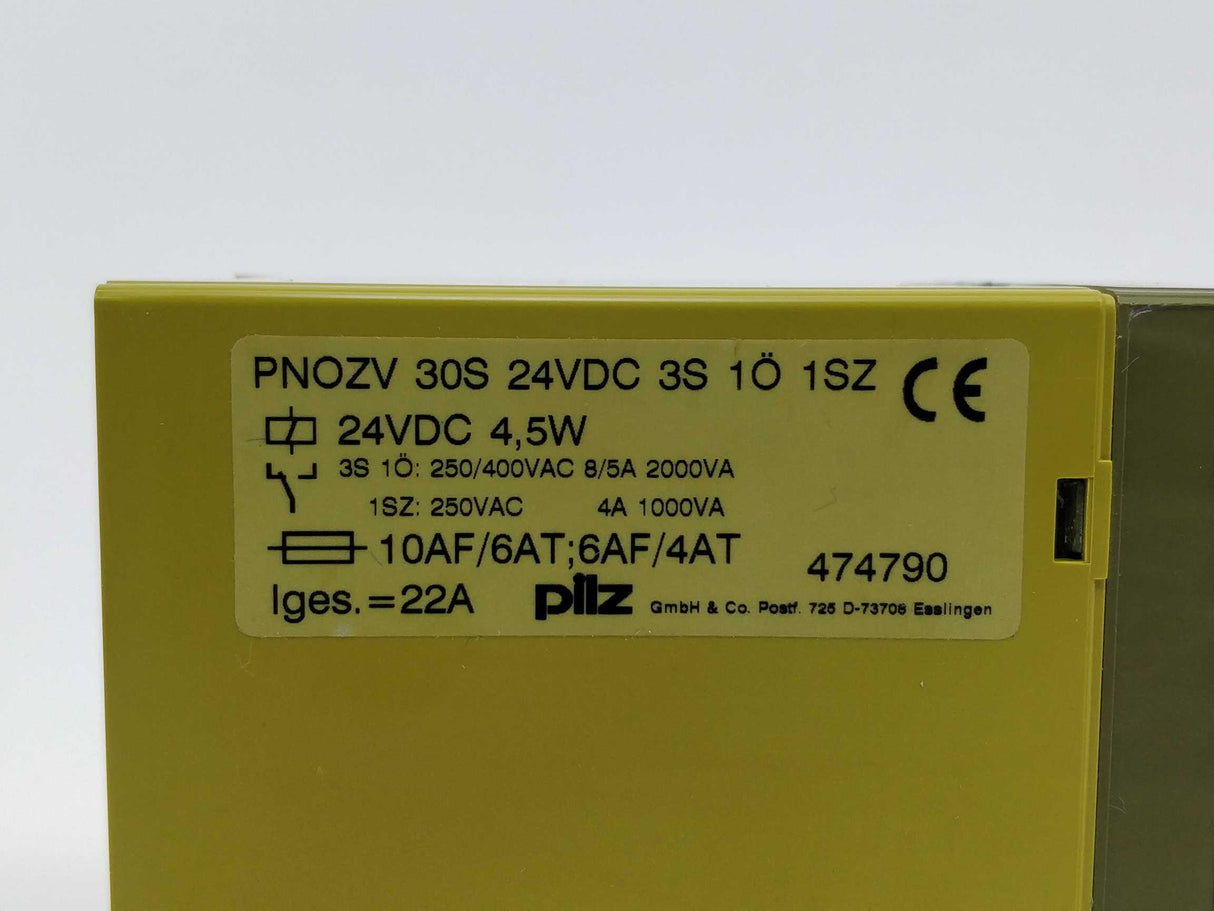 PNOZV 30S 24VDC 3S 1Ö 1SZ CE
24VDC 4,5W
3S 1Ö: 250/400VAC 8/5A 2000VA
1SZ: 250VAC 4A 1000VA
10AF/6AT;6AF/4AT
474790
Iges.=22A pilz GmbH & Co. Postf. 725 D-73708 Esslingen